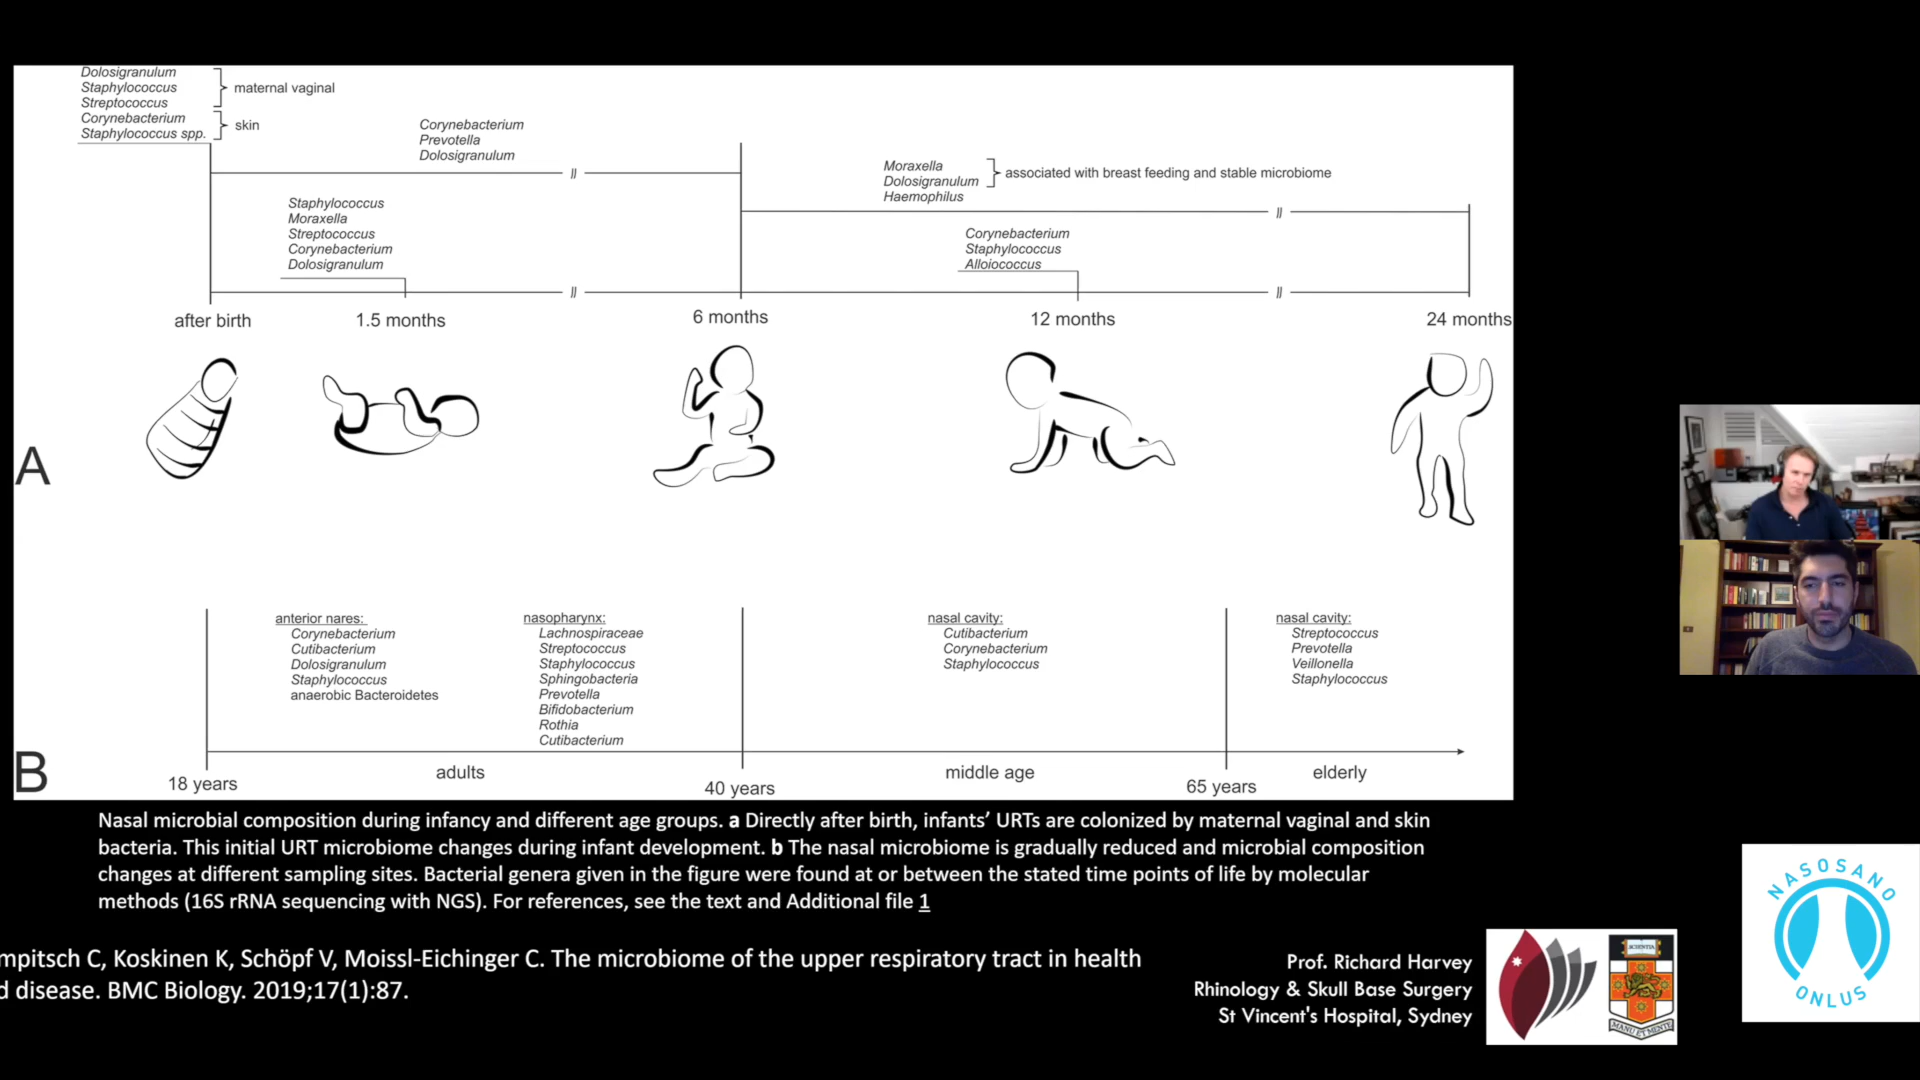 Dolosigranulum
Staphylococcus
Streptococcus
maternal vaginal
Corynebacterium
Staphylococcus spp.
skin
Corynebacterium
Prevotella
Dolosigranulum
Moraxella
Dolosigranulum
Haemophilus
associated with breast feeding and stable microbiome
Staphylococcus
Moraxella
Streptococcus
Corynebacterium
Dolosigranulum
Corynebacterium
Staphylococcus
Alloiococcus
after birth
1.5 months
6 months
12 months
24 months
A
anterior nares:
Corynebacterium
Cutibacterium
Dolosigranulum
Staphylococcus
anaerobic Bacteroidetes
nasopharynx:
Lachnospiraceae
Streptococcus
Staphylococcus
Sphingobacteria
Prevotella
Bifidobacterium
Rothia
Cutibacterium
nasal cavity:
Cutibacterium
Corynebacterium
Staphylococcus
nasal cavity:
Streptococcus
Prevotella
Veillonella
Staphylococcus
B
18 years
adults
40 years
middle age
65 years
elderly
Nasal microbial composition during infancy and different age groups. a Directly after birth, infants’ URTs are colonized by maternal vaginal and skin
bacteria. This initial URT microbiome changes during infant development. b The nasal microbiome is gradually reduced and microbial composition
changes at different sampling sites. Bacterial genera given in the figure were found at or between the stated time points of life by molecular
methods (16S rRNA sequencing with NGS). For references, see the text and Additional file 1
mpitsch C, Koskinen K, Schöpf V, Moissl-Eichinger C. The microbiome of the upper respiratory tract in health
d disease. BMC Biology. 2019;17(1):87.
Prof. Richard Harvey
Rhinology & Skull Base Surgery
St Vincent's Hospital, Sydney
SCIENTIA
MANU ET MENTE
NASOSANO
ONLUS